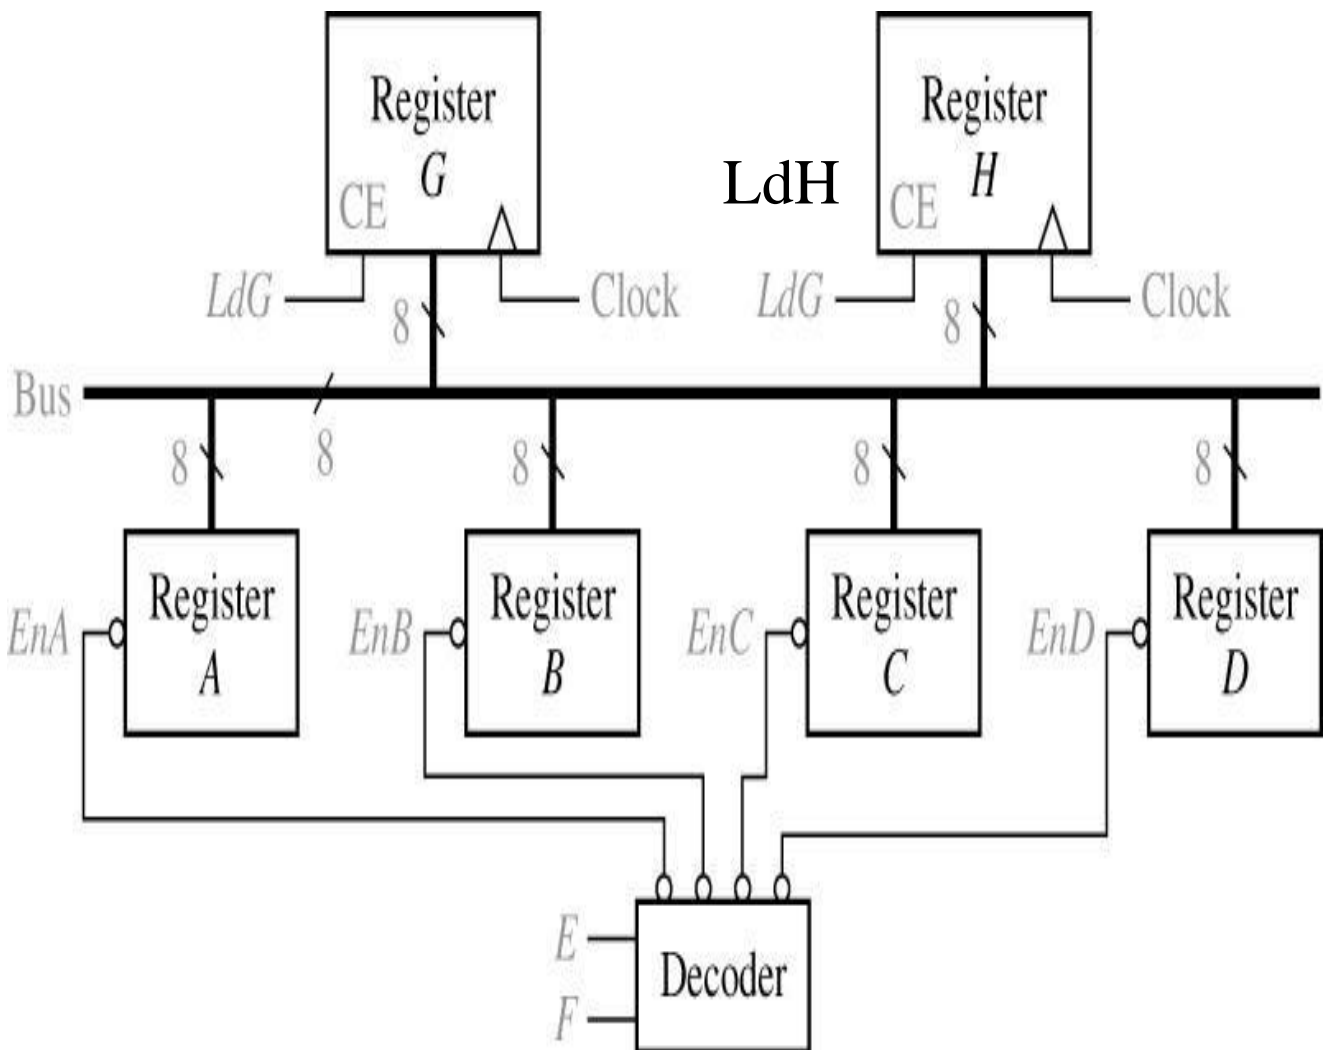 Register
G
CE
LdG
8
Clock
LdH
Register
H
CE
LdG
8
Clock
Bus
8
8
8
8
8
EnA
Register
A
EnB
Register
B
EnC
Register
C
EnD
Register
D
E
F
Decoder